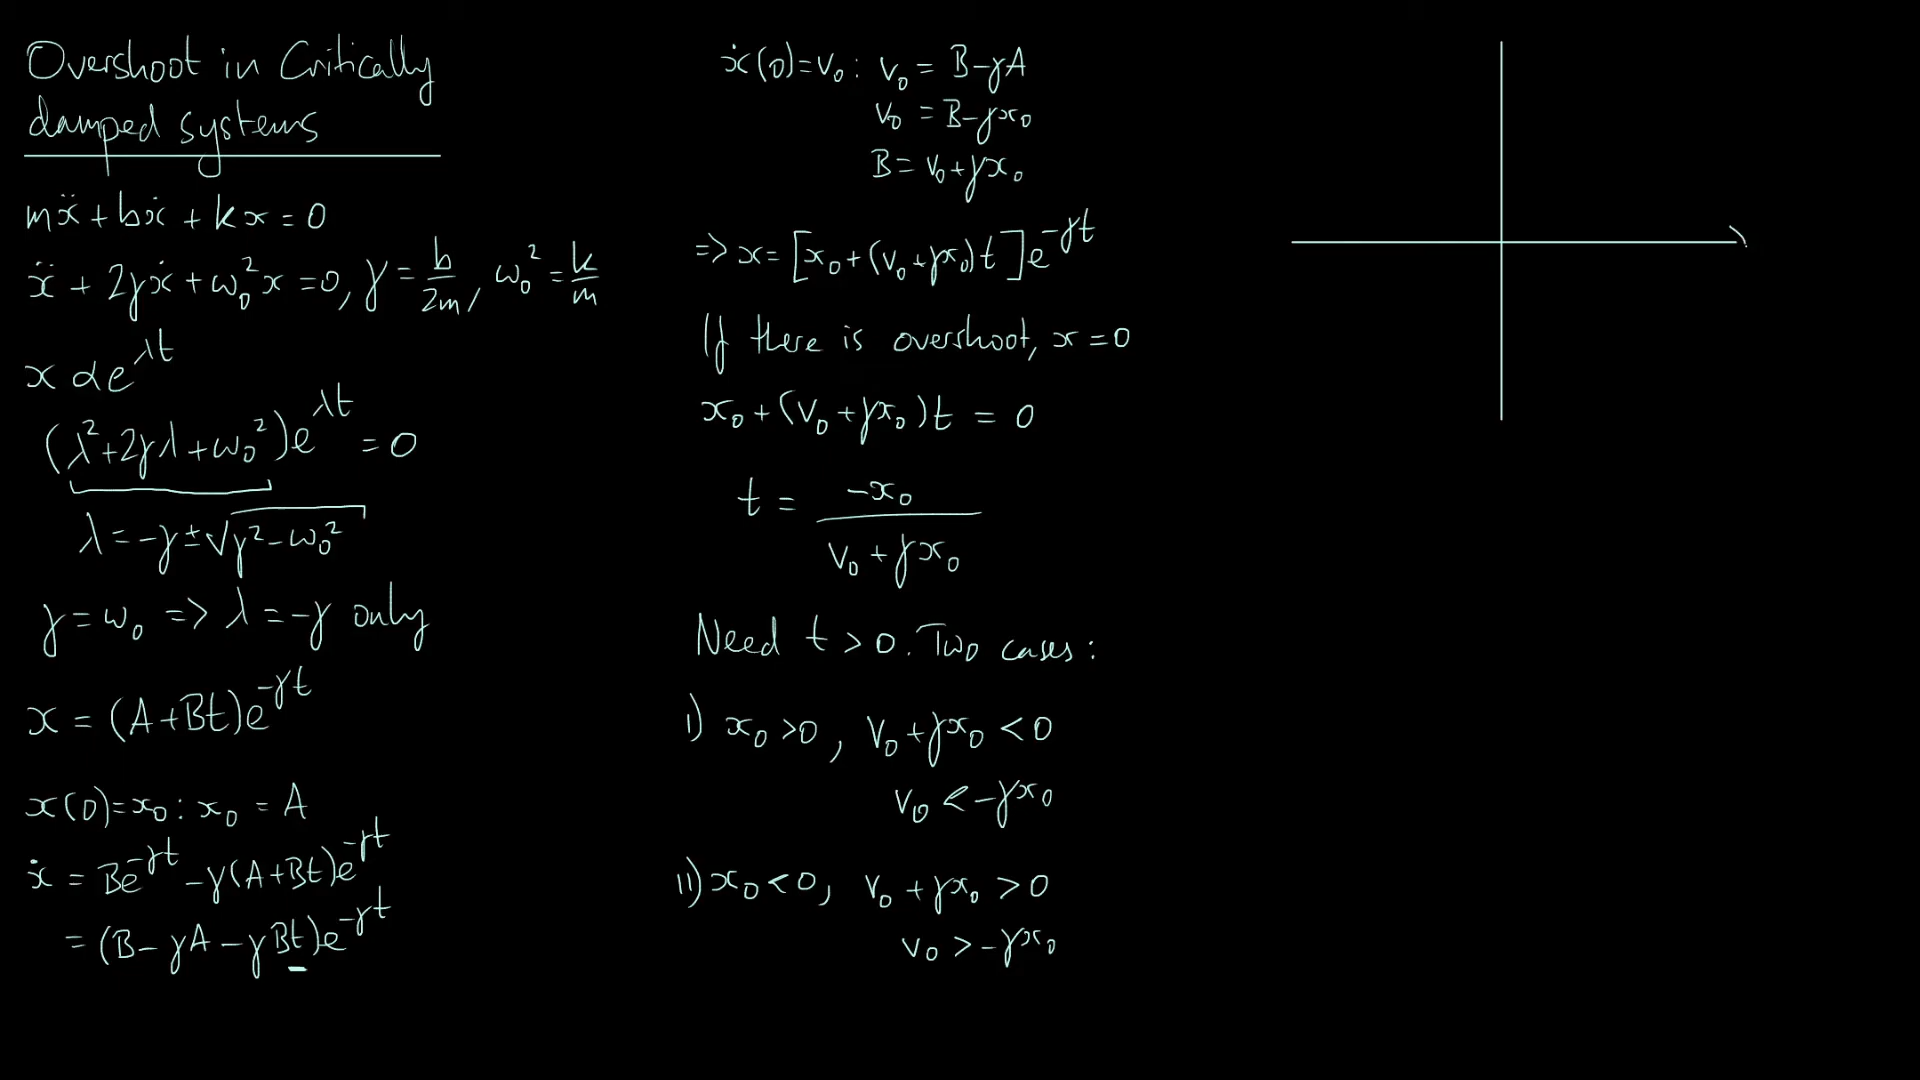 Overshoot in Critically
damped systems
mẍ + bẋ + kx = 0
ẍ + 2γẋ + ω₀²x = 0, γ = b/2m, ω₀² = k/m
x ∝ e^λt
(λ² + 2γλ + ω₀²)e^λt = 0
λ = -γ ± √γ² - ω₀²
γ = ω₀ => λ = -γ only
x = (A + Bt)e^-γt
x(0) = x₀ : x₀ = A
ẋ = Be^-γt - γ(A + Bt)e^-γt
= (B - γA - γBt)e^-γt
ẋ(0) = v₀ : v₀ = B - γA
v₀ = B - γx₀
B = v₀ + γx₀
=> x = [x₀ + (v₀ + γx₀)t]e^-γt
If there is overshoot, x = 0
x₀ + (v₀ + γx₀)t = 0
t = -x₀/v₀ + γx₀
Need t > 0. Two cases:
i) x₀ > 0, v₀ + γx₀ < 0
v₀ < -γx₀
ii) x₀ < 0, v₀ + γx₀ > 0
v₀ > -γx₀